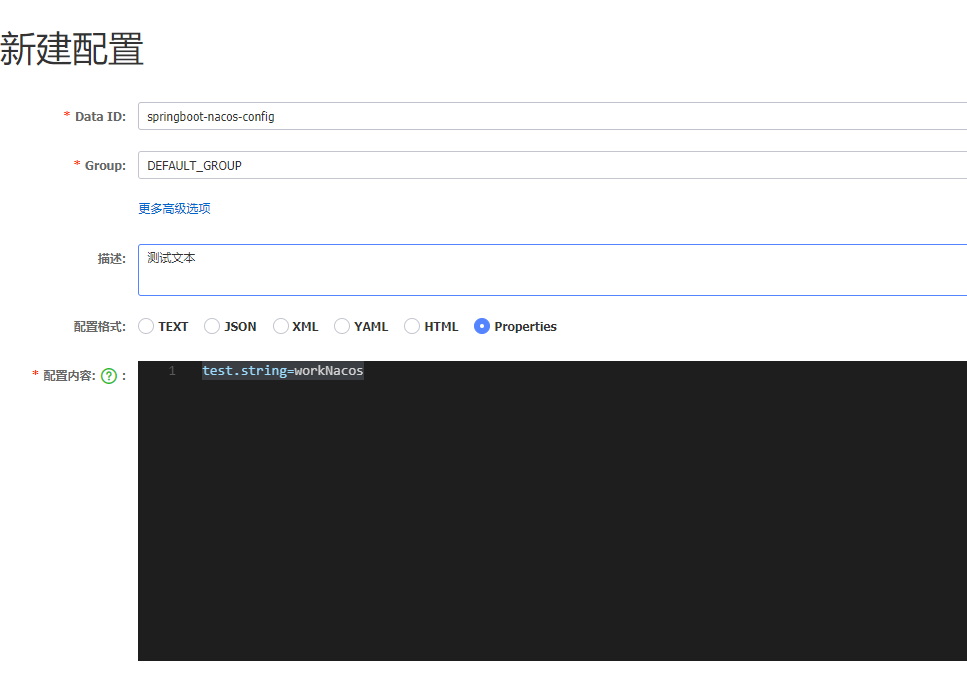 新建配置
* Data ID: springboot-nacos-config
* Group: DEFAULT_GROUP
更多高级选项
描述: 测试文本
配置格式: TEXT JSON XML YAML HTML Properties
* 配置内容: ? :
1 test.string=workNacos